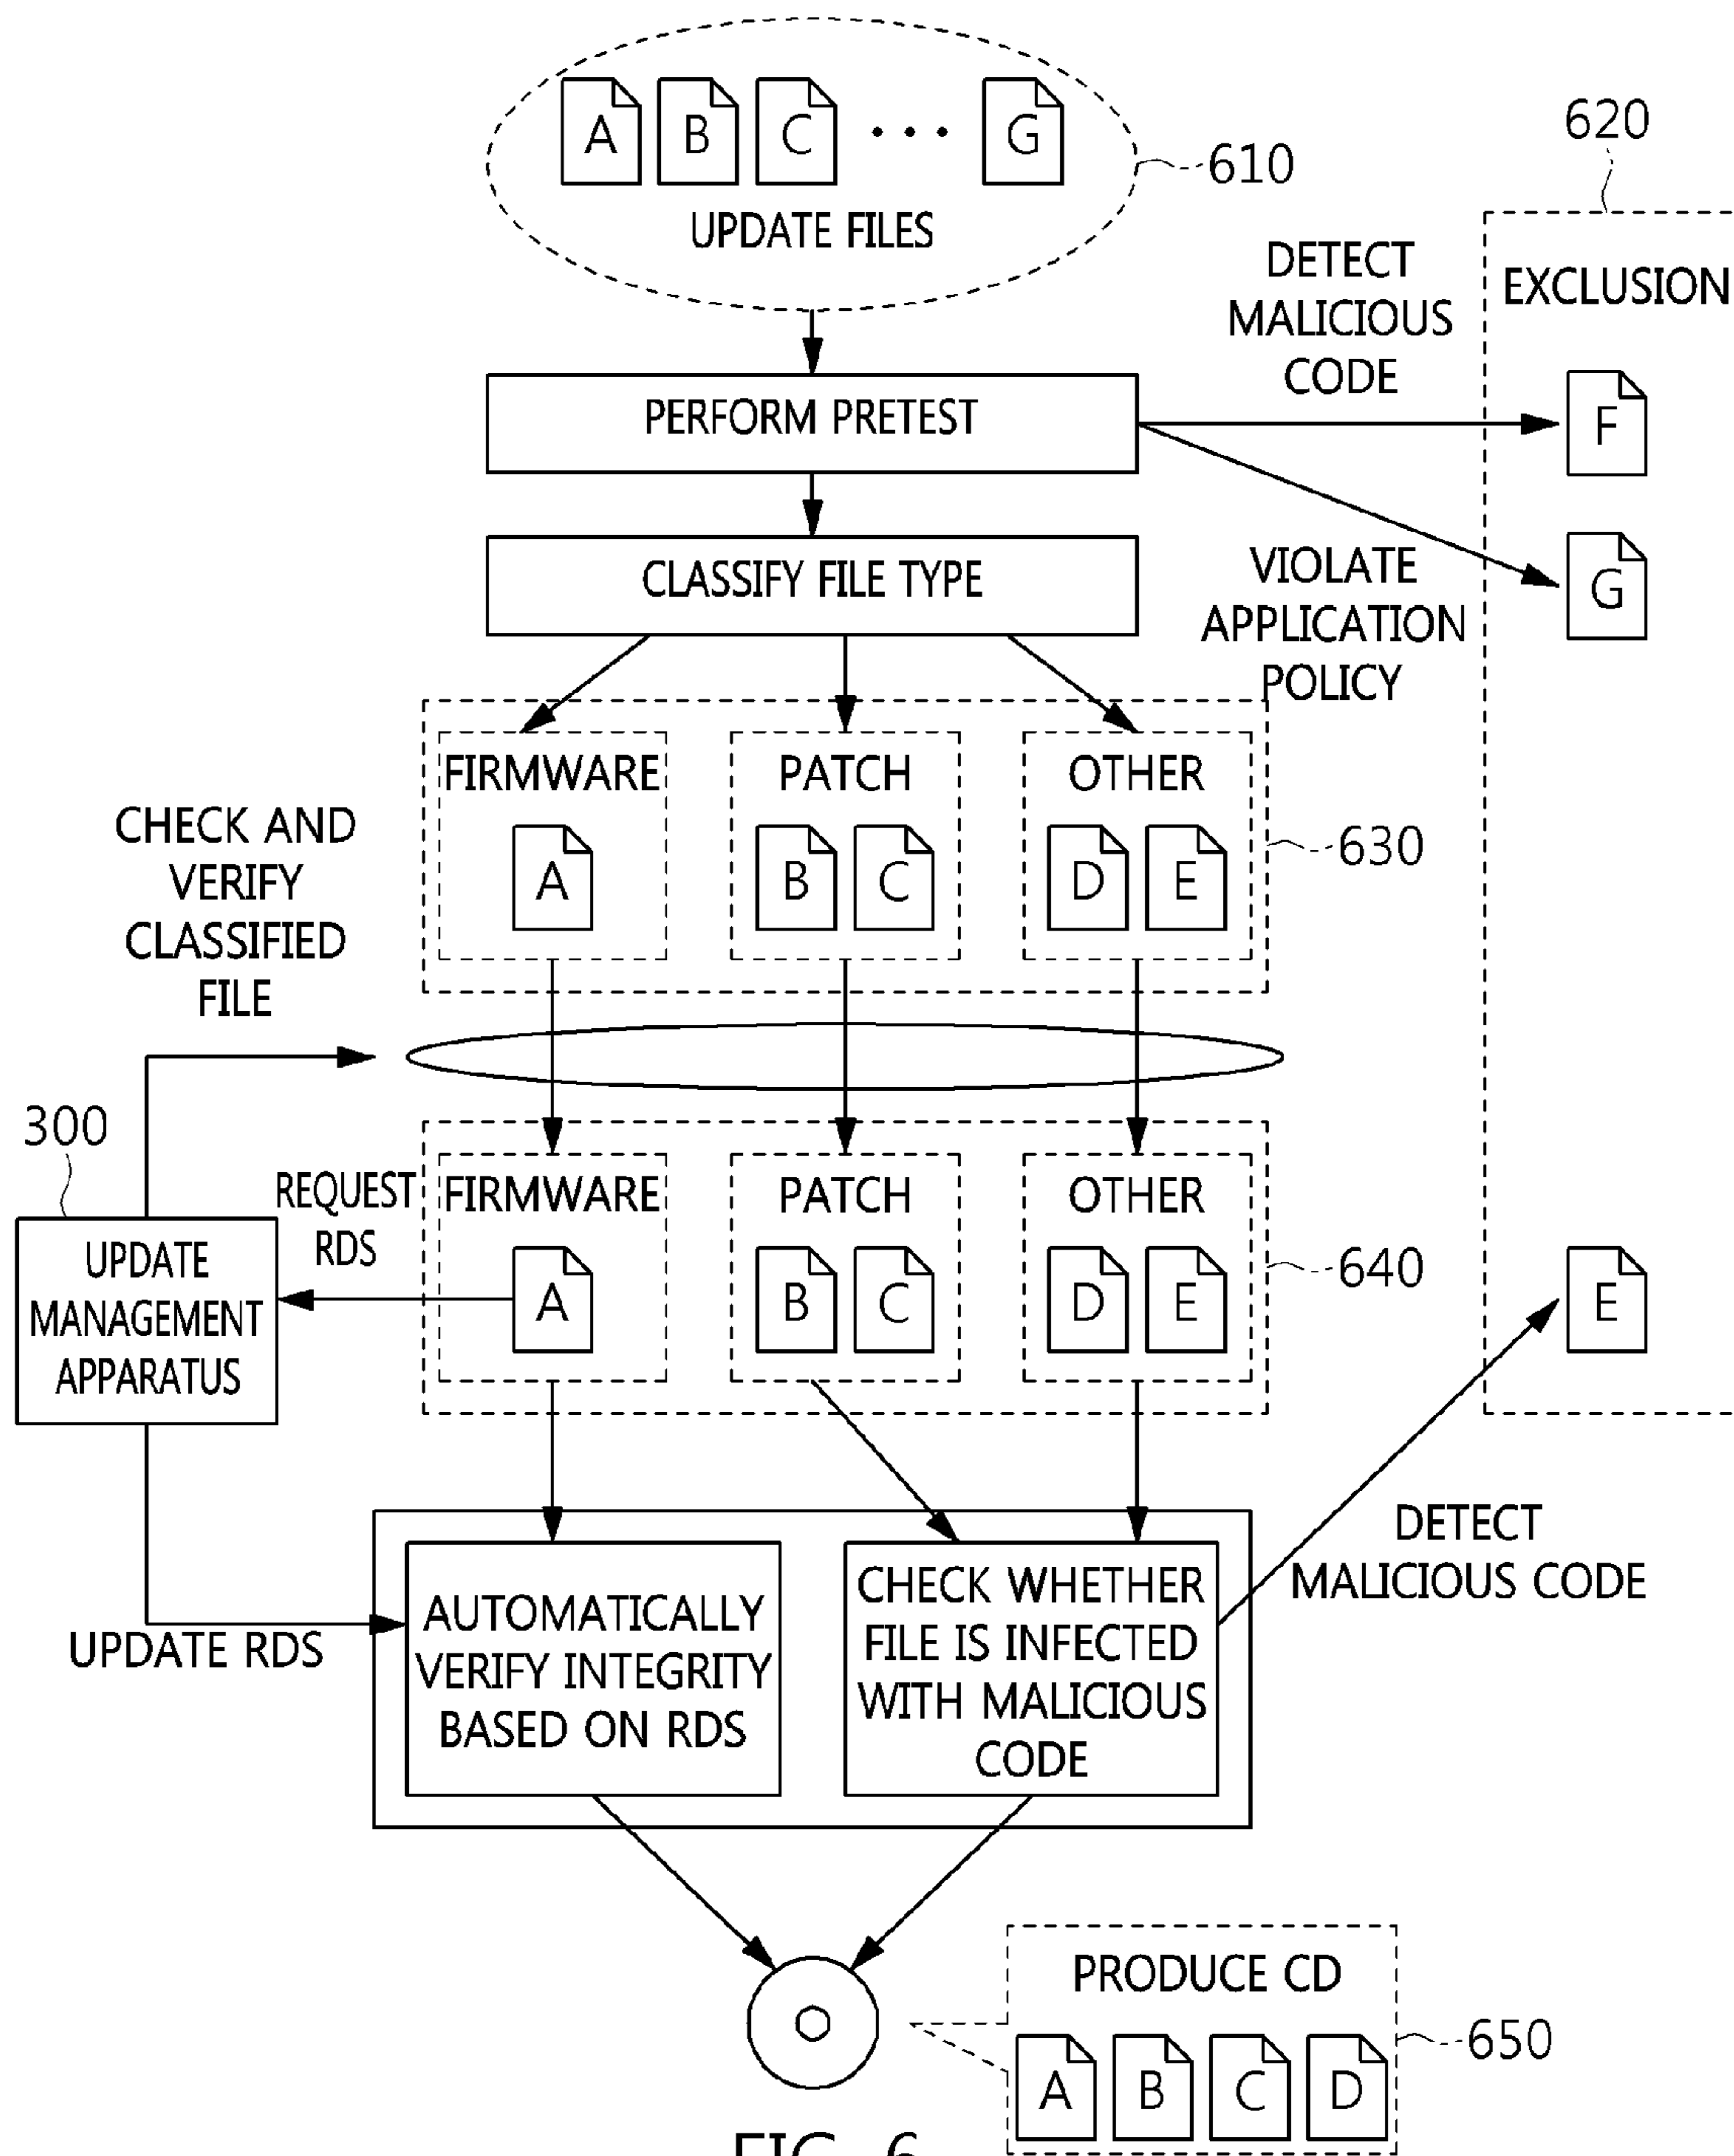 A B C ••• G
UPDATE FILES
610
620
EXCLUSION
DETECT
MALICIOUS
CODE
PERFORM PRETEST
F
CLASSIFY FILE TYPE
VIOLATE
APPLICATION
POLICY
G
FIRMWARE
A
PATCH
B C
OTHER
D E
630
CHECK AND
VERIFY
CLASSIFIED
FILE
300
UPDATE
MANAGEMENT
APPARATUS
REQUEST
RDS
FIRMWARE
A
PATCH
B C
OTHER
D E
640
E
DETECT
MALICIOUS CODE
UPDATE RDS
AUTOMATICALLY
VERIFY INTEGRITY
BASED ON RDS
CHECK WHETHER
FILE IS INFECTED
WITH MALICIOUS
CODE
PRODUCE CD
A B C D
650
FIG. 6